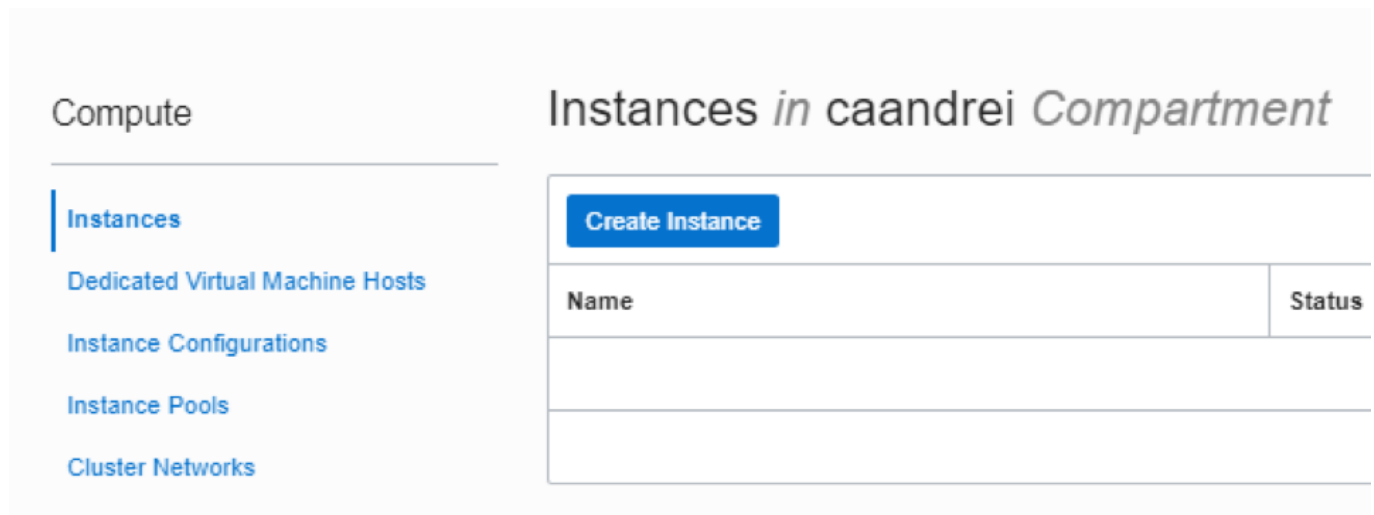 Compute
Instances
Dedicated Virtual Machine Hosts
Instance Configurations
Instance Pools
Cluster Networks
Instances in caandrei Compartment
Create Instance
Name
Status